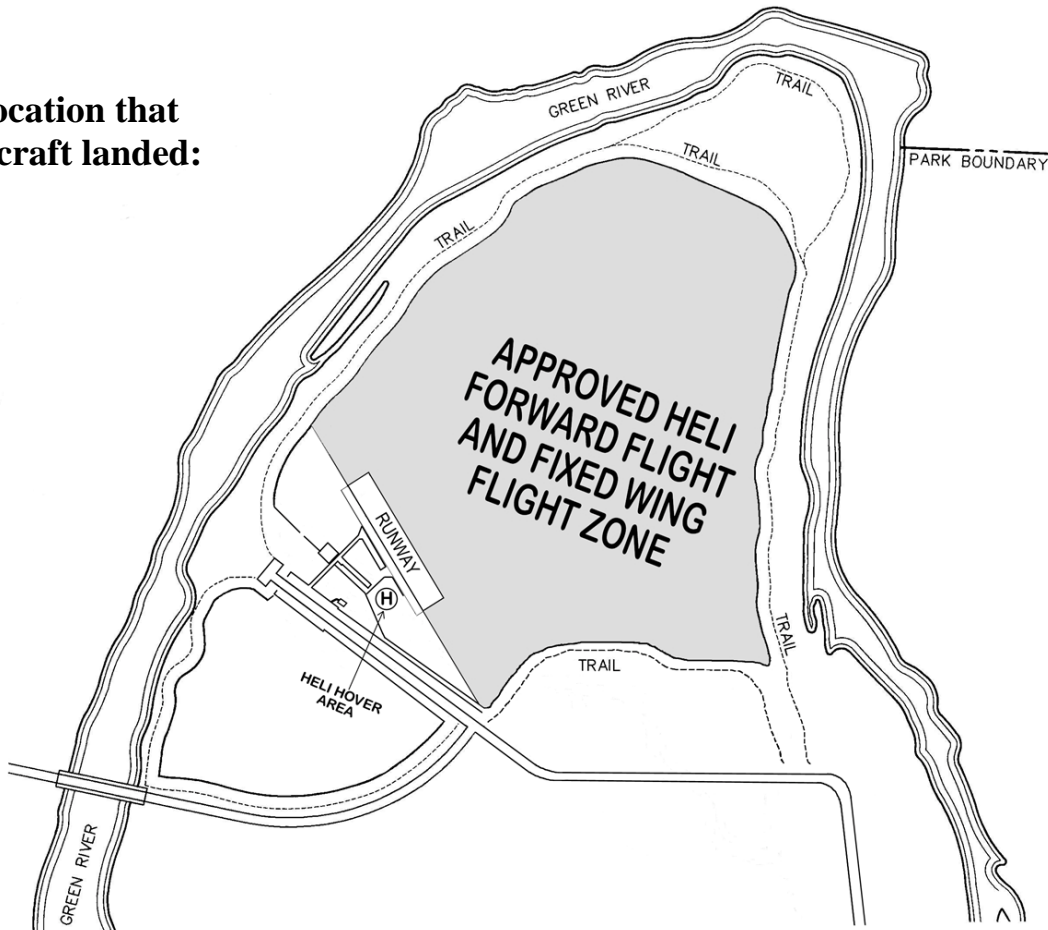 ocation that
craft landed:
GREEN RIVER
TRAIL
PARK BOUNDARY
TRAIL
TRAIL
APPROVED HELI
FORWARD FLIGHT
AND FIXED WING
FLIGHT ZONE
RUNWAY
H
TRAIL
TRAIL
HELI HOVER
AREA
GREEN RIVER